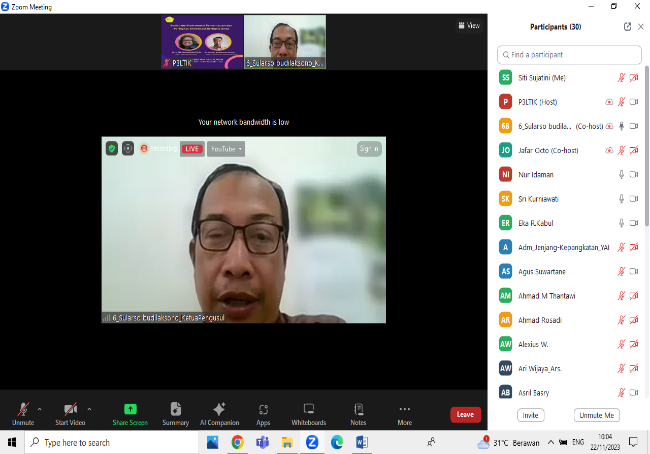 Zoom Meeting
View
P3LTIK
6_Sularso budilaksono_K...
Your network bandwidth is low
Recording
LIVE
YouTube
Sign in
6_Sularso budilaksono_KetuaPengusul
Unmute
Start Video
Share Screen
Summary
AI Companion
Apps
Whiteboards
Notes
More
Leave
Participants (30)
Find a participant
SS Siti Sujatini (Me)
P P3LTIK (Host)
6B 6_Sularso budila... (Co-host)
JO Jafar Octo (Co-host)
NI Nur Idaman
SK Sri Kurniawati
ER Eka R.Kabul
A Adm_Jenjang-Kepangkatan_YAI
AS Agus Suwartane
AM Ahmad M Thantawi
AR Ahmad Rosadi
AW Alexius W.
AW Ari Wijaya_Ars.
AB Asril Basry
Invite
Unmute Me
Type here to search
31°C Berawan
ENG
10:04
22/11/2023